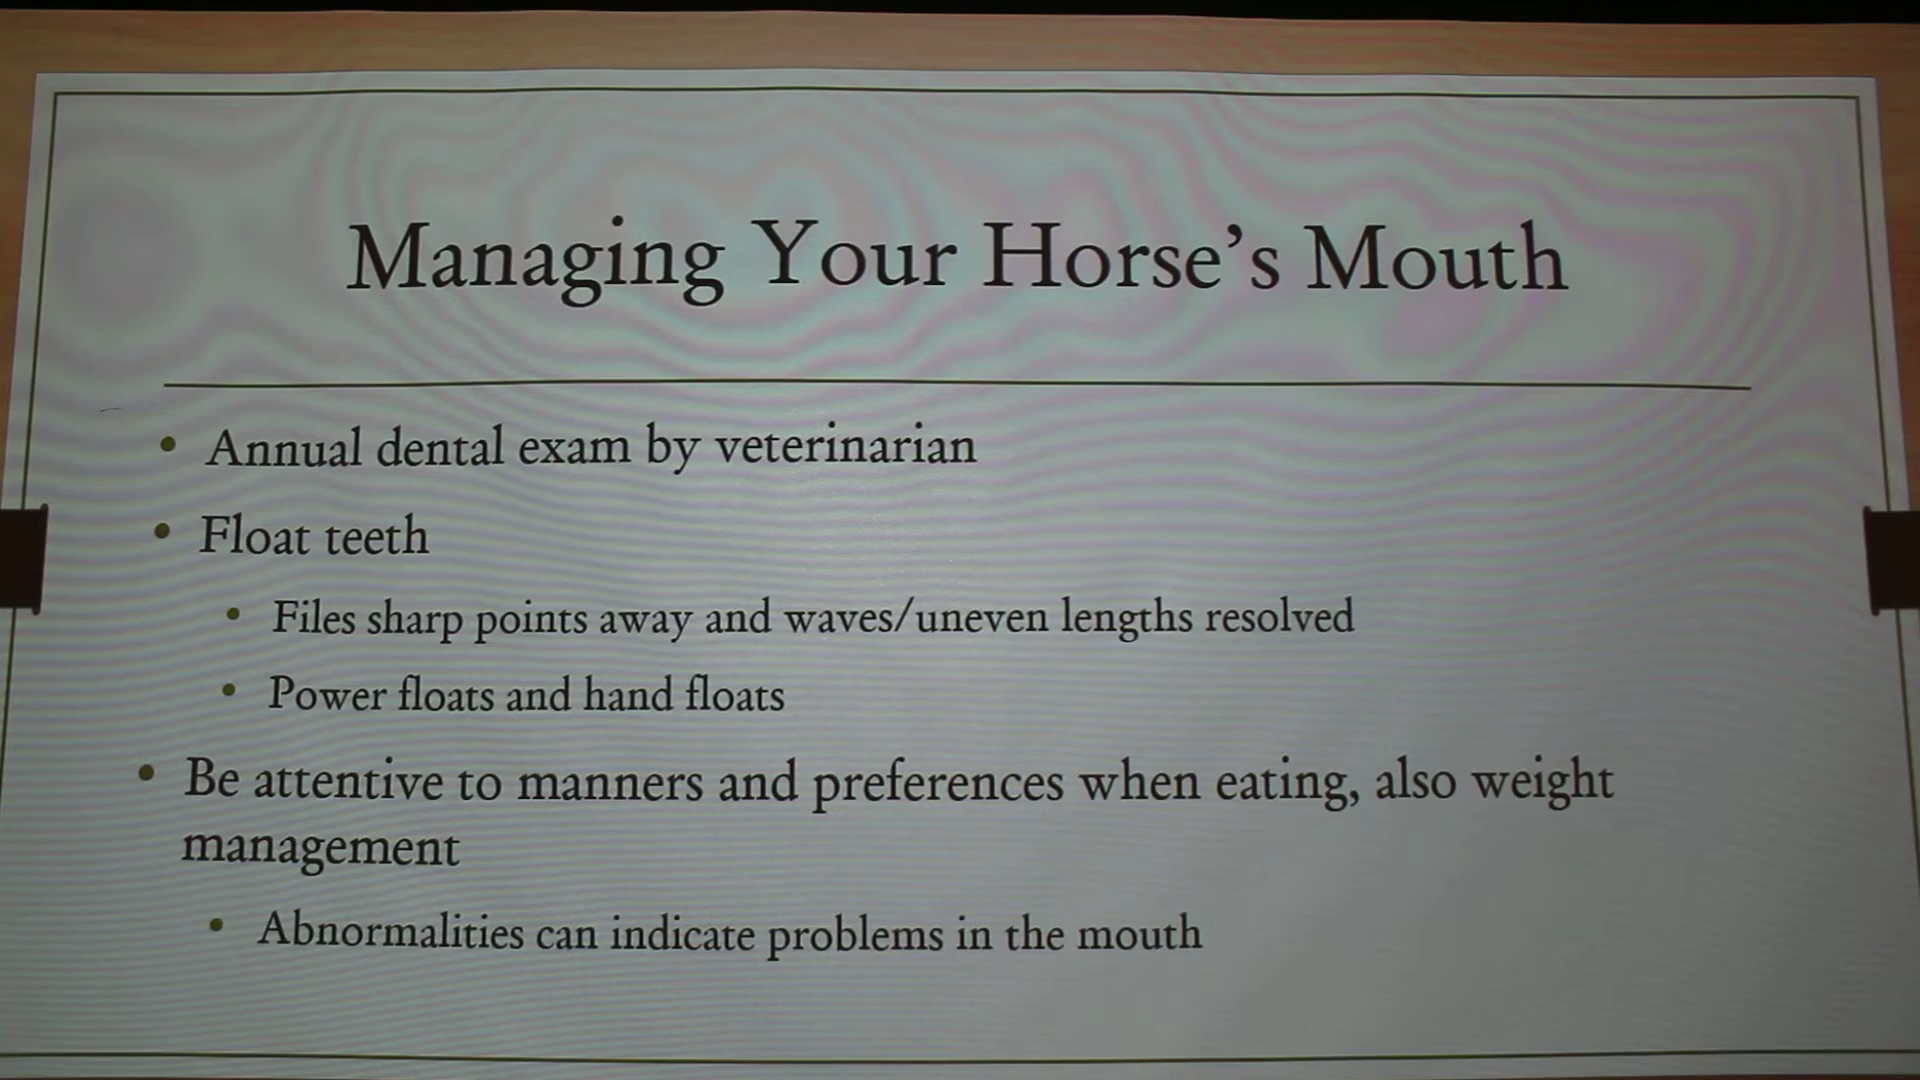 Managing Your Horse's Mouth
• Annual dental exam by veterinarian
• Float teeth
• Files sharp points away and waves/uneven lengths resolved
• Power floats and hand floats
• Be attentive to manners and preferences when eating, also weight
management
• Abnormalities can indicate problems in the mouth